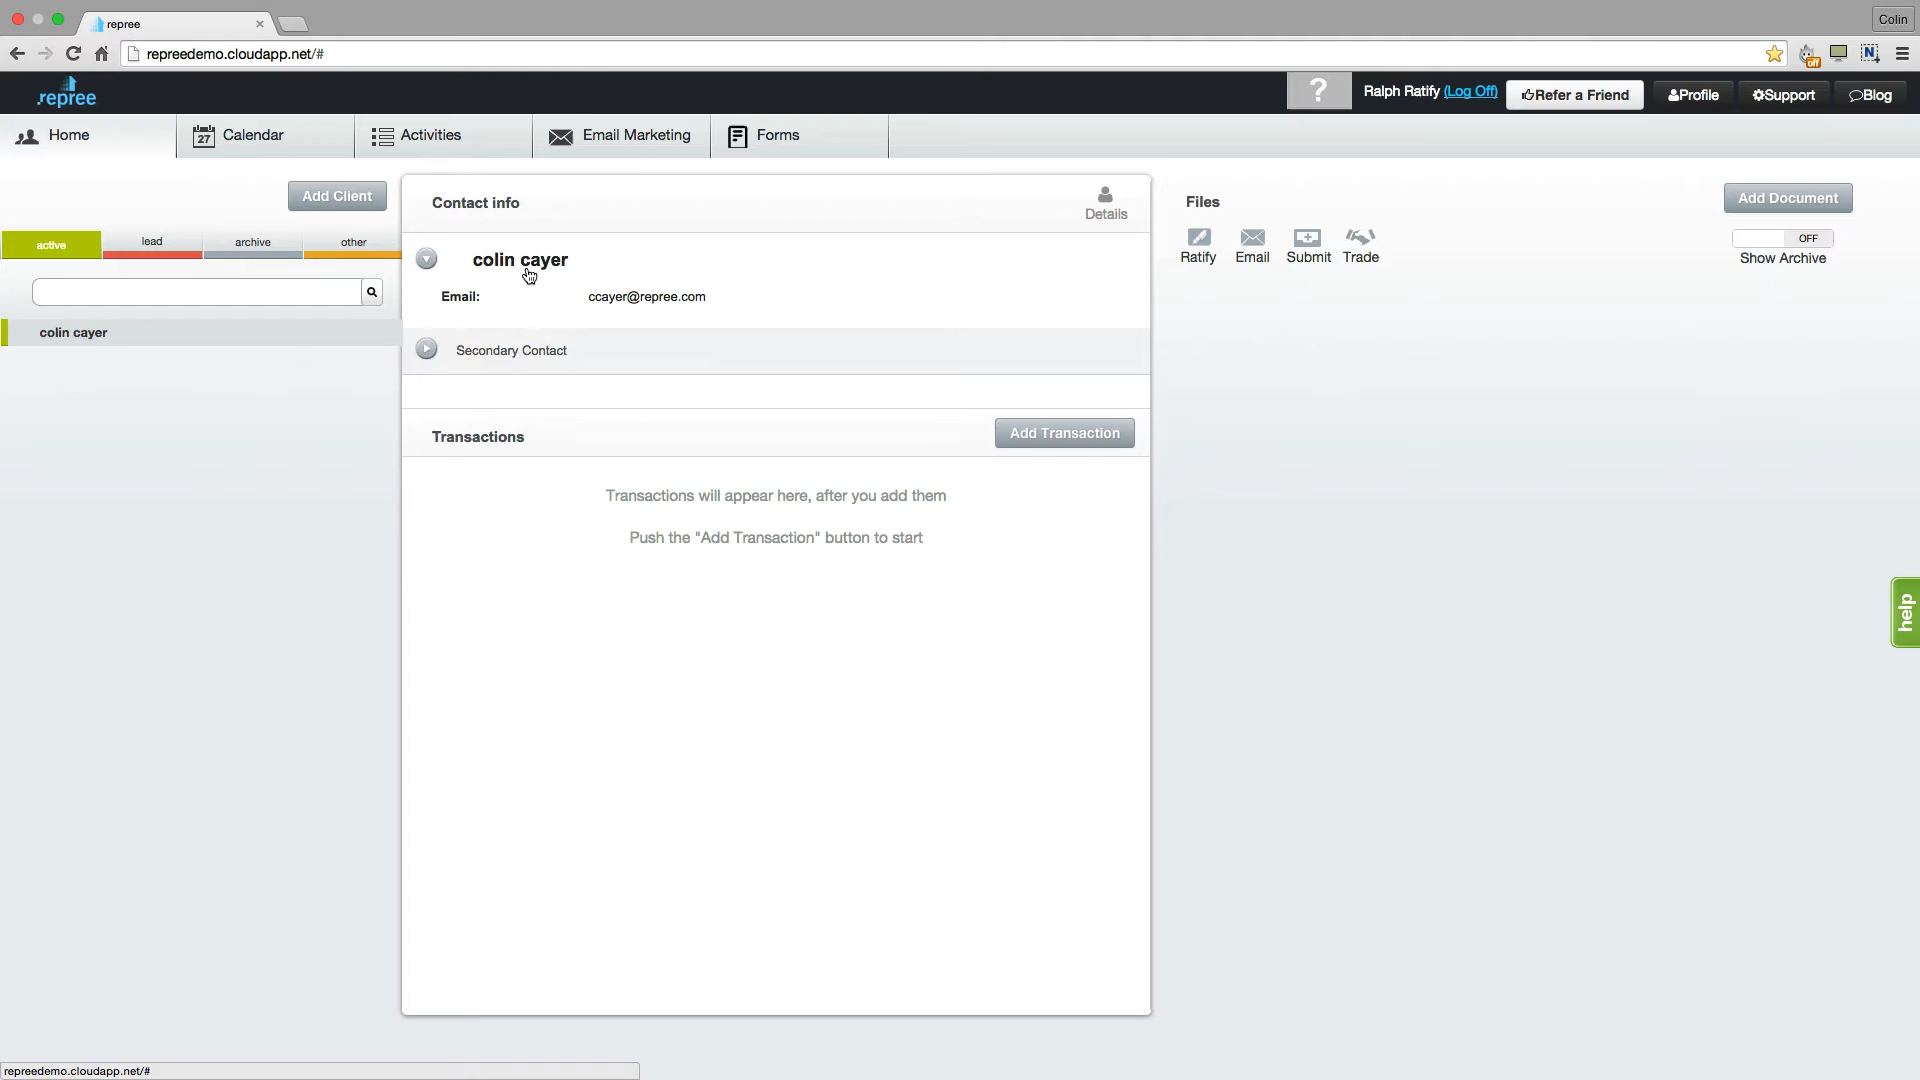 repree
Colin
repreedemo.cloudapp.net/#
off
N
.repree
?
Ralph Ratify (Log Off)
Refer a Friend
Profile
Support
Blog
Home
27
Calendar
Activities
Email Marketing
Forms
Add Client
active
lead
archive
other
colin cayer
Contact info
Details
colin cayer
Email:
ccayer@repree.com
Secondary Contact
Transactions
Add Transaction
Transactions will appear here, after you add them
Push the "Add Transaction" button to start
Files
Add Document
Ratify
Email
Submit
Trade
OFF
Show Archive
help
repreedemo.cloudapp.net/#